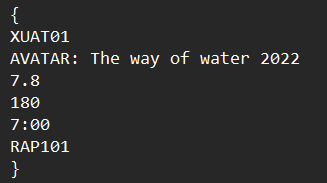 {
XUAT01
AVATAR: The way of water 2022
7.8
180
7:00
RAP101
}